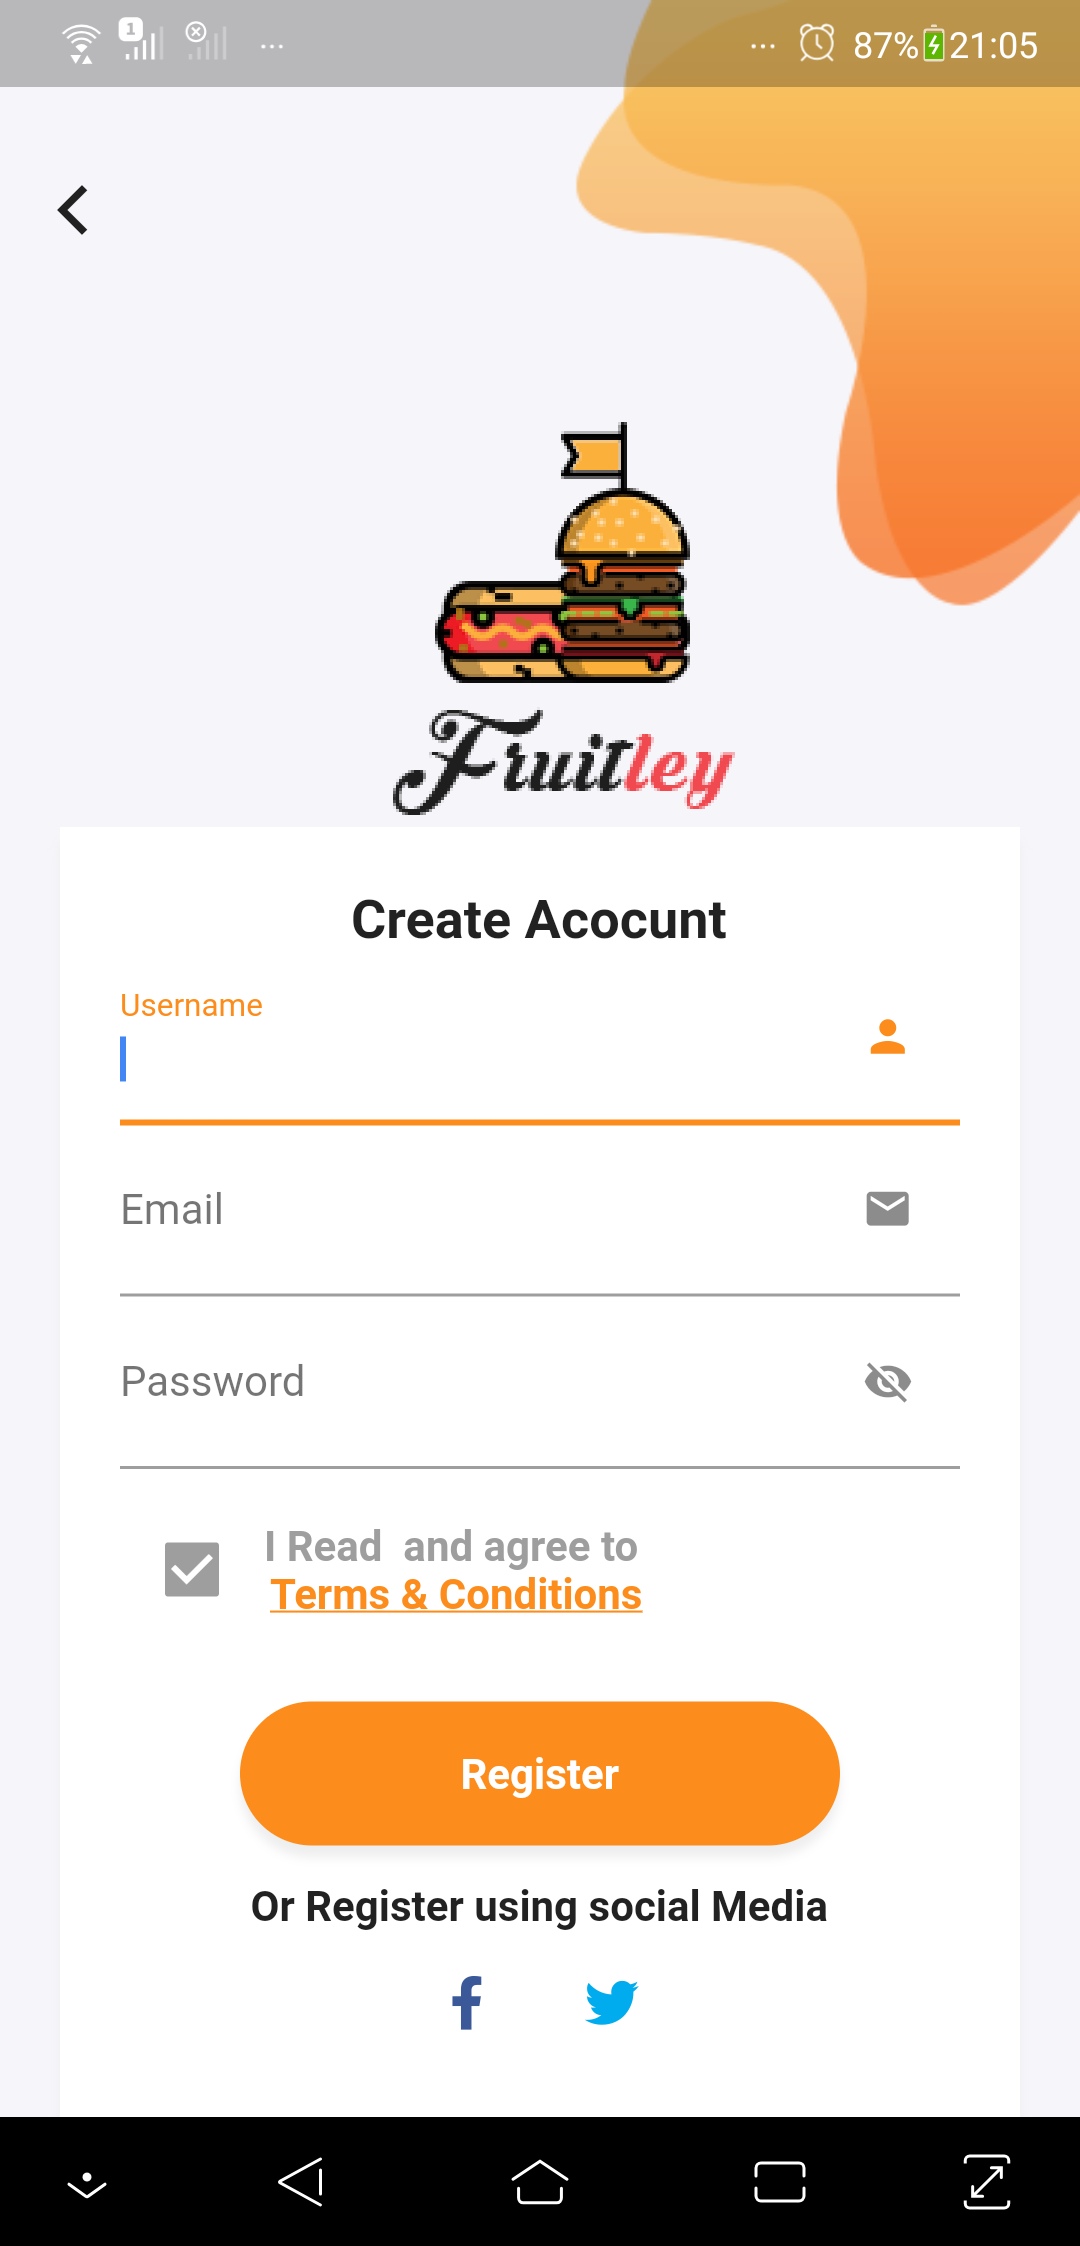 1 87% 21:05
Fruitley
Create Acocunt
Username
Email
Password
I Read  and agree to
Terms & Conditions
Register
Or Register using social Media